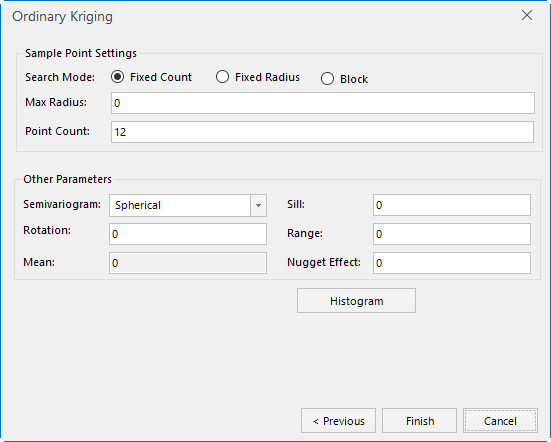 Ordinary Kriging
Sample Point Settings
Search Mode: Fixed Count Fixed Radius Block
Max Radius: 0
Point Count: 12
Other Parameters
Semivariogram: Spherical Sill: 0
Rotation: 0 Range: 0
Mean: 0 Nugget Effect: 0
Histogram
< Previous Finish Cancel